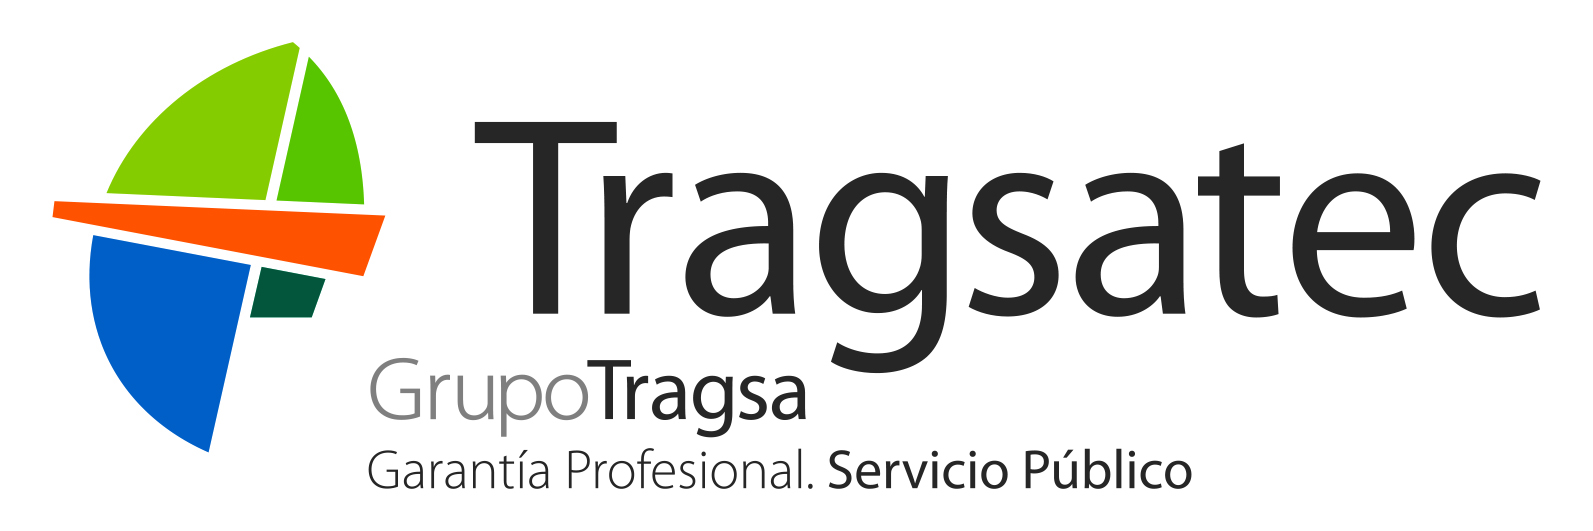 Tragsatec
GrupoTragsa
Garantía Profesional. Servicio Público